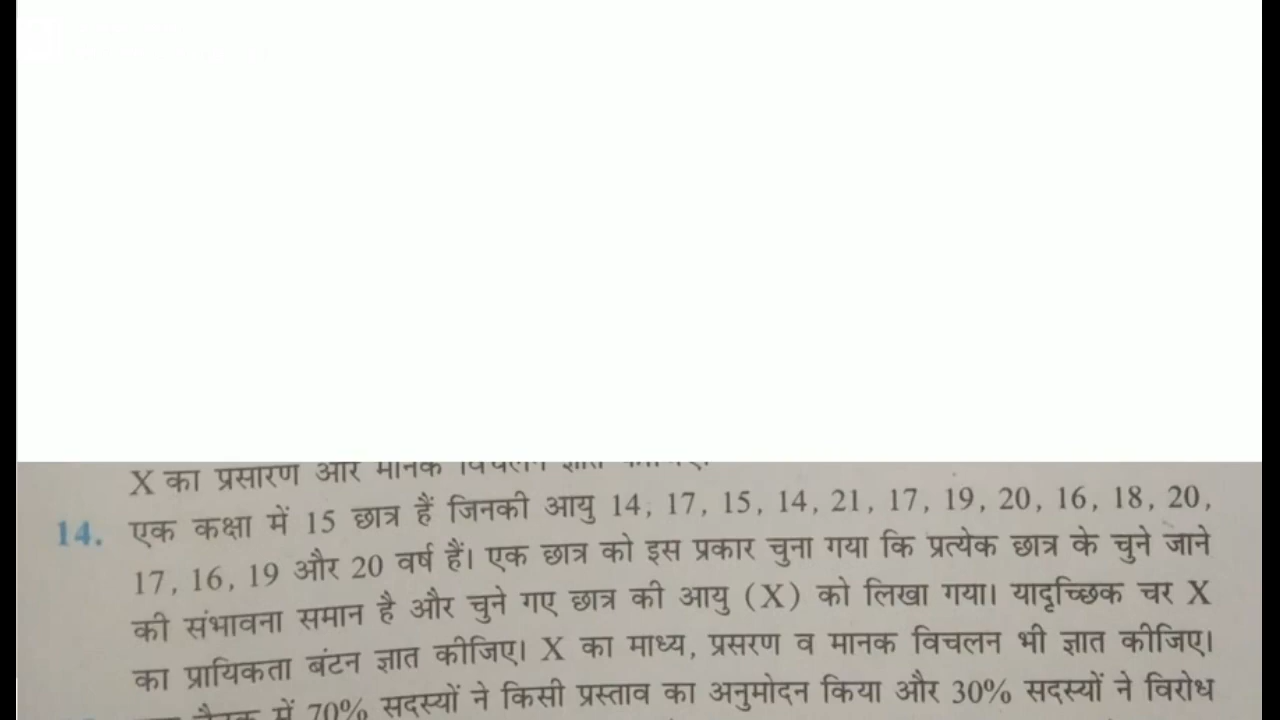 X का प्रसारण और मानक
14. एक कक्षा में 15 छात्र हैं जिनकी आयु 14, 17, 15, 14, 21, 17, 19, 20, 16, 18, 20,
17, 16, 19 और 20 वर्ष हैं। एक छात्र को इस प्रकार चुना गया कि प्रत्येक छात्र के चुने जाने
की संभावना समान है और चुने गए छात्र की आयु (X) को लिखा गया। यादृच्छिक चर X
का प्रायिकता बंटन ज्ञात कीजिए। X का माध्य, प्रसरण व मानक विचलन भी ज्ञात कीजिए।
में 70% सदस्यों ने किसी प्रस्ताव का अनुमोदन किया और 30% सदस्यों ने विरोध